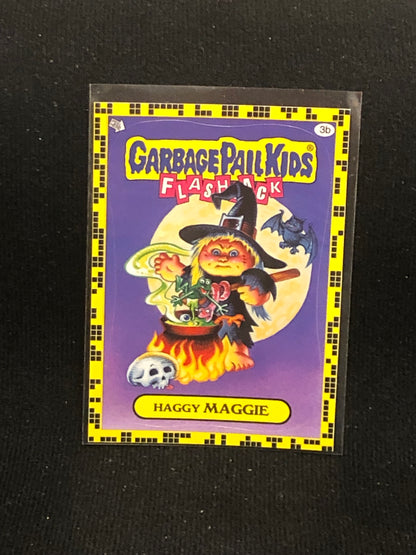 3b
GARBAGE PAIL KIDS®
FLASHBACK
HAGGY MAGGIE